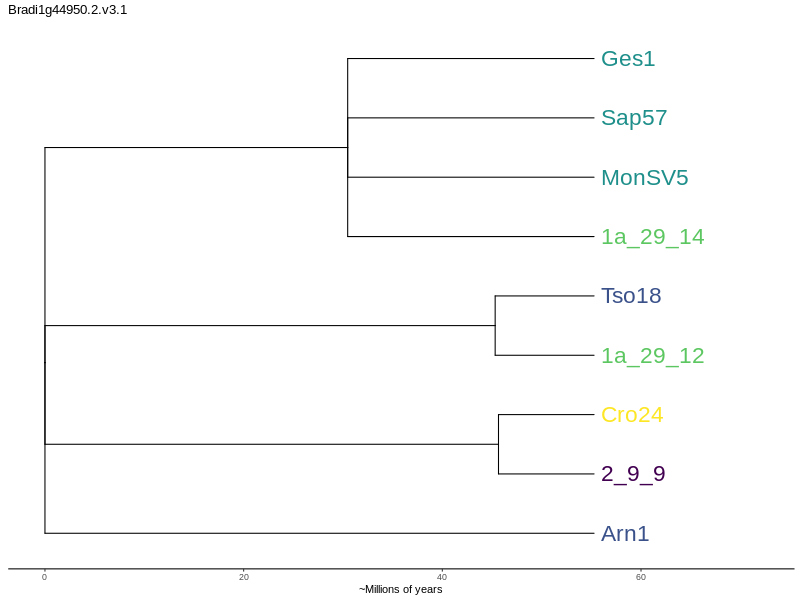 Bradi1g44950.2.v3.1
Ges1
Sap57
MonSV5
1a_29_14
Tso18
1a_29_12
Cro24
2_9_9
Arn1
0 20 40 60
~Millions of years